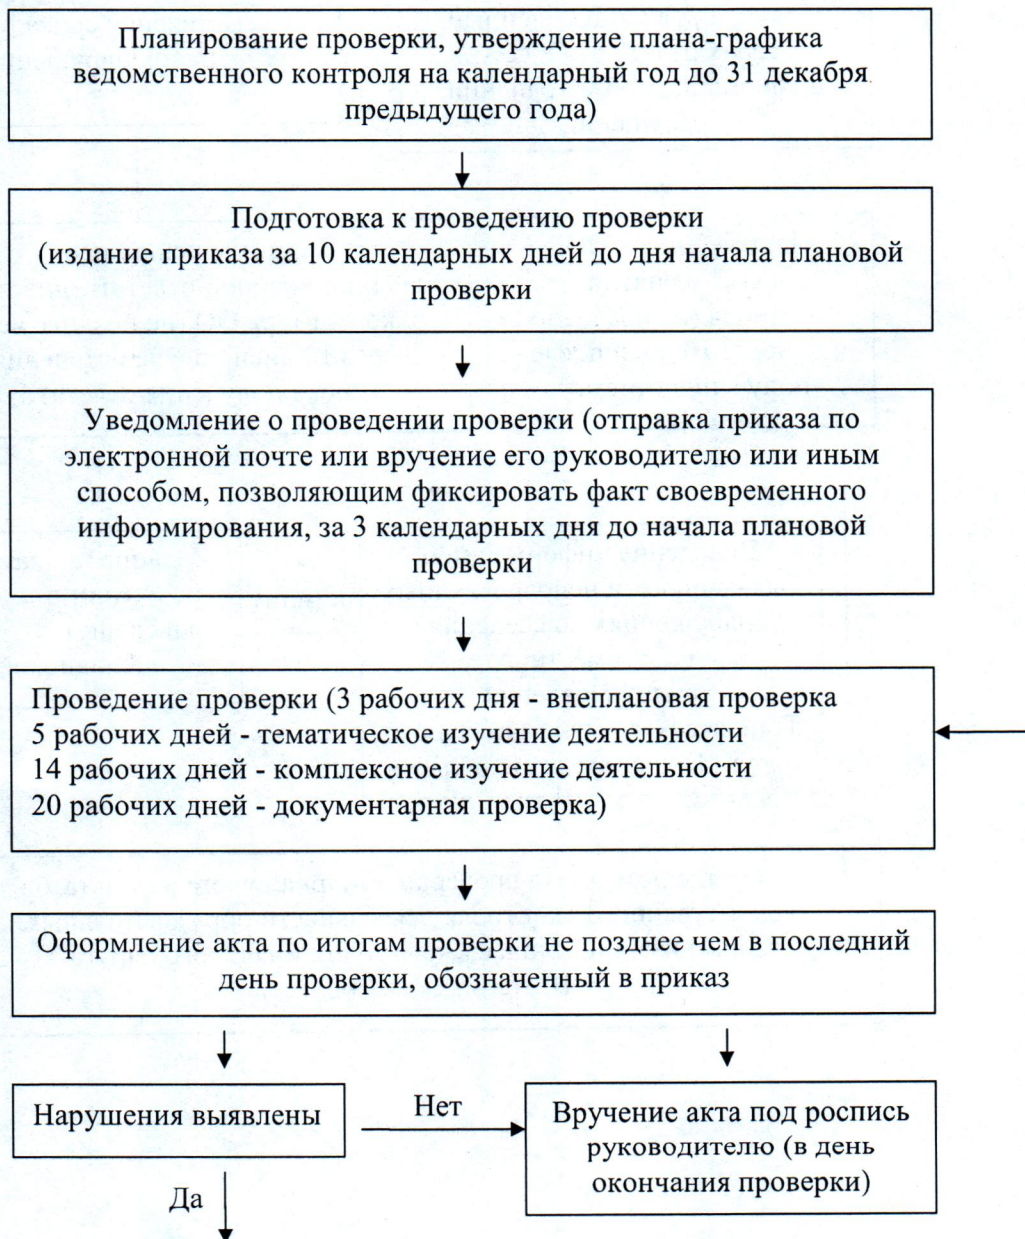 Планирование проверки, утверждение плана-графика
ведомственного контроля на календарный год до 31 декабря
предыдущего года)
Подготовка к проведению проверки
(издание приказа за 10 календарных дней до дня начала плановой
проверки
Уведомление о проведении проверки (отправка приказа по
электронной почте или вручение его руководителю или иным
способом, позволяющим фиксировать факт своевременного
информирования, за 3 календарных дня до начала плановой
проверки
Проведение проверки (3 рабочих дня - внеплановая проверка
5 рабочих дней - тематическое изучение деятельности
14 рабочих дней - комплексное изучение деятельности
20 рабочих дней - документарная проверка)
Оформление акта по итогам проверки не позднее чем в последний
день проверки, обозначенный в приказ
Нарушения выявлены
Нет
Вручение акта под роспись
руководителю (в день
окончания проверки)
Да